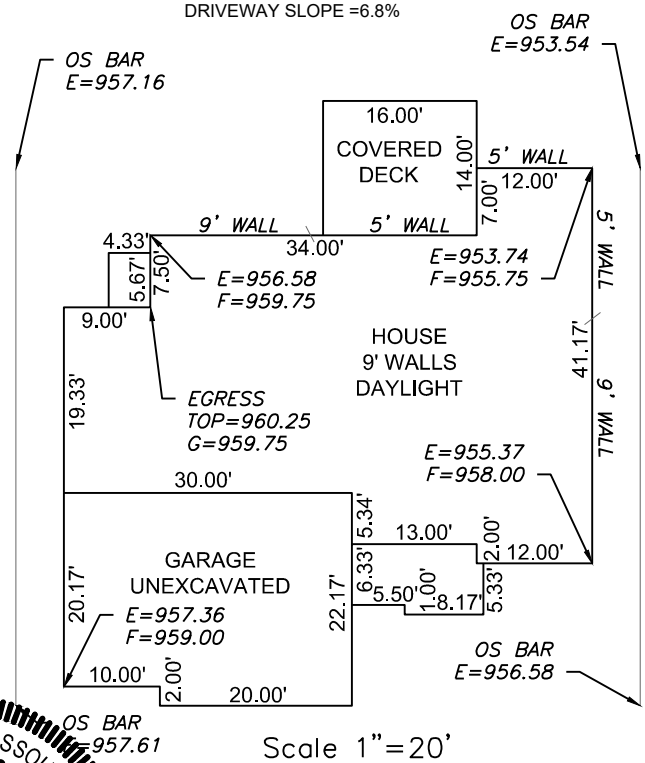 DRIVEWAY SLOPE =6.8%
OS BAR
E=953.54
OS BAR
E=957.16
16.00'
COVERED
DECK
14.00'
5' WALL
12.00'
7.00'
9' WALL
34.00'
5' WALL
4.33'
5.67'
7.50'
9.00'
E=956.58
F=959.75
E=953.74
F=955.75
5' WALL
41.17'
9' WALL
HOUSE
9' WALLS
DAYLIGHT
19.33'
EGRESS
TOP=960.25
G=959.75
E=955.37
F=958.00
30.00'
5.34'
13.00'
2.00'
12.00'
GARAGE
UNEXCAVATED
20.17'
22.17'
6.33'
5.50'
1.00'
8.17'
5.33'
E=957.36
F=959.00
10.00'
2.00'
20.00'
OS BAR
E=956.58
OS BAR
E=957.61
Scale 1"=20'